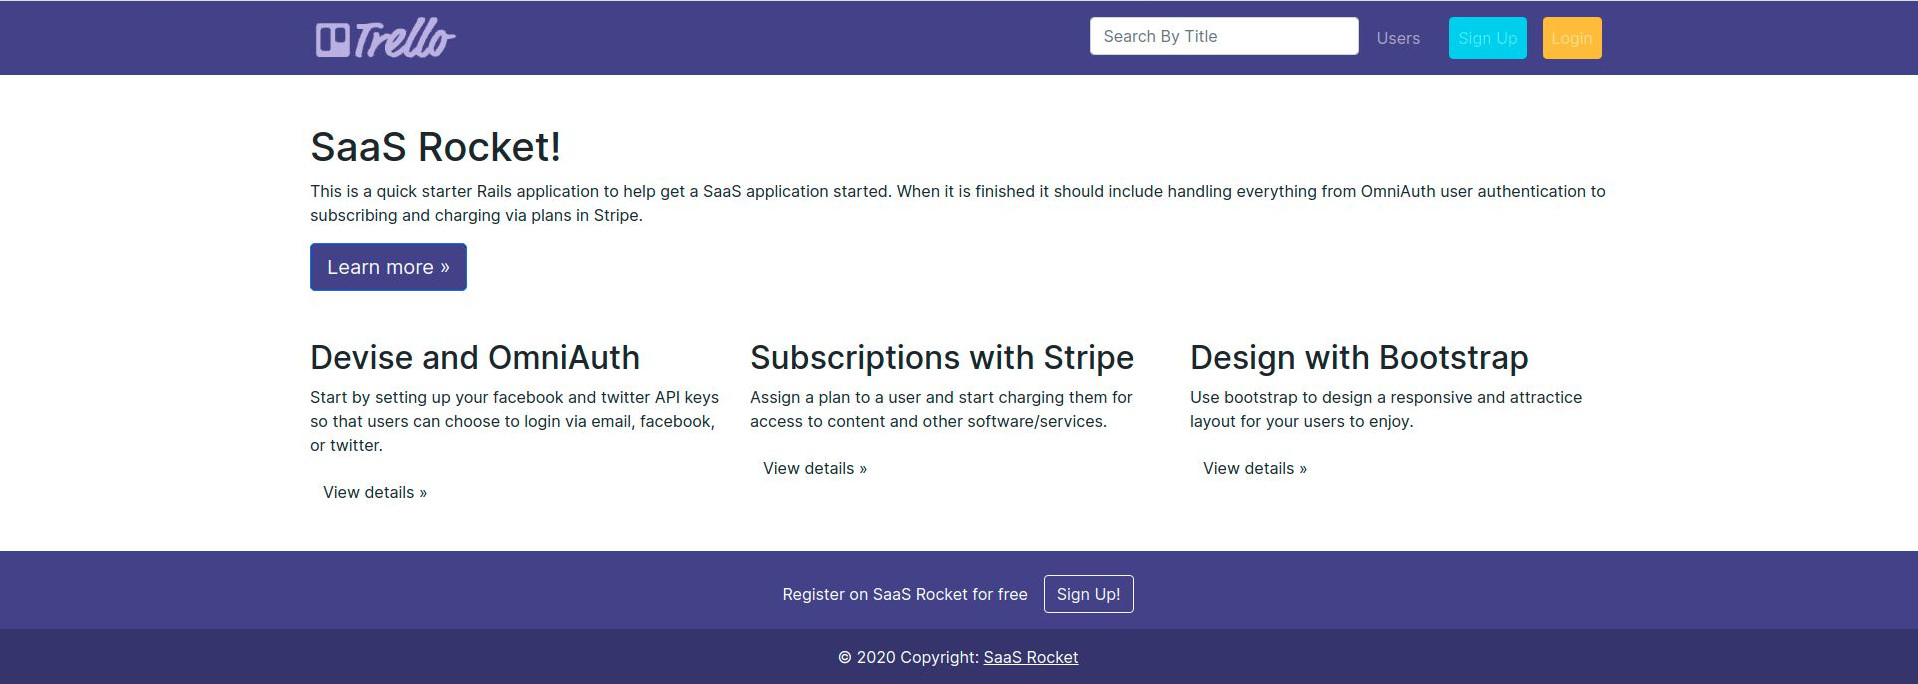 Trello
Search By Title
Users
Sign Up
Login
SaaS Rocket!
This is a quick starter Rails application to help get a SaaS application started. When it is finished it should include handling everything from OmniAuth user authentication to
subscribing and charging via plans in Stripe.
Learn more »
Devise and OmniAuth
Start by setting up your facebook and twitter API keys
so that users can choose to login via email, facebook,
or twitter.
View details »
Subscriptions with Stripe
Assign a plan to a user and start charging them for
access to content and other software/services.
View details »
Design with Bootstrap
Use bootstrap to design a responsive and attractice
layout for your users to enjoy.
View details »
Register on SaaS Rocket for free
Sign Up!
© 2020 Copyright: SaaS Rocket